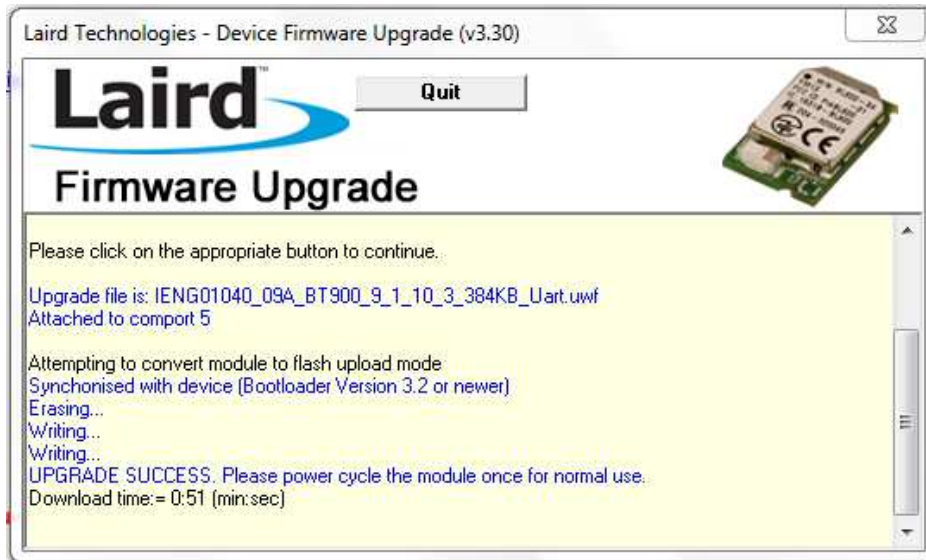 Laird Technologies - Device Firmware Upgrade (v3.30)
Laird™
Quit
Firmware Upgrade
Please click on the appropriate button to continue.
Upgrade file is: IENG01040_09A_BT900_9_1_10_3_384KB_Uart.uwf
Attached to comport 5
Attempting to convert module to flash upload mode
Synchonised with device (Bootloader Version 3.2 or newer)
Erasing...
Writing...
Writing...
UPGRADE SUCCESS. Please power cycle the module once for normal use.
Download time:= 0:51 (min:sec)